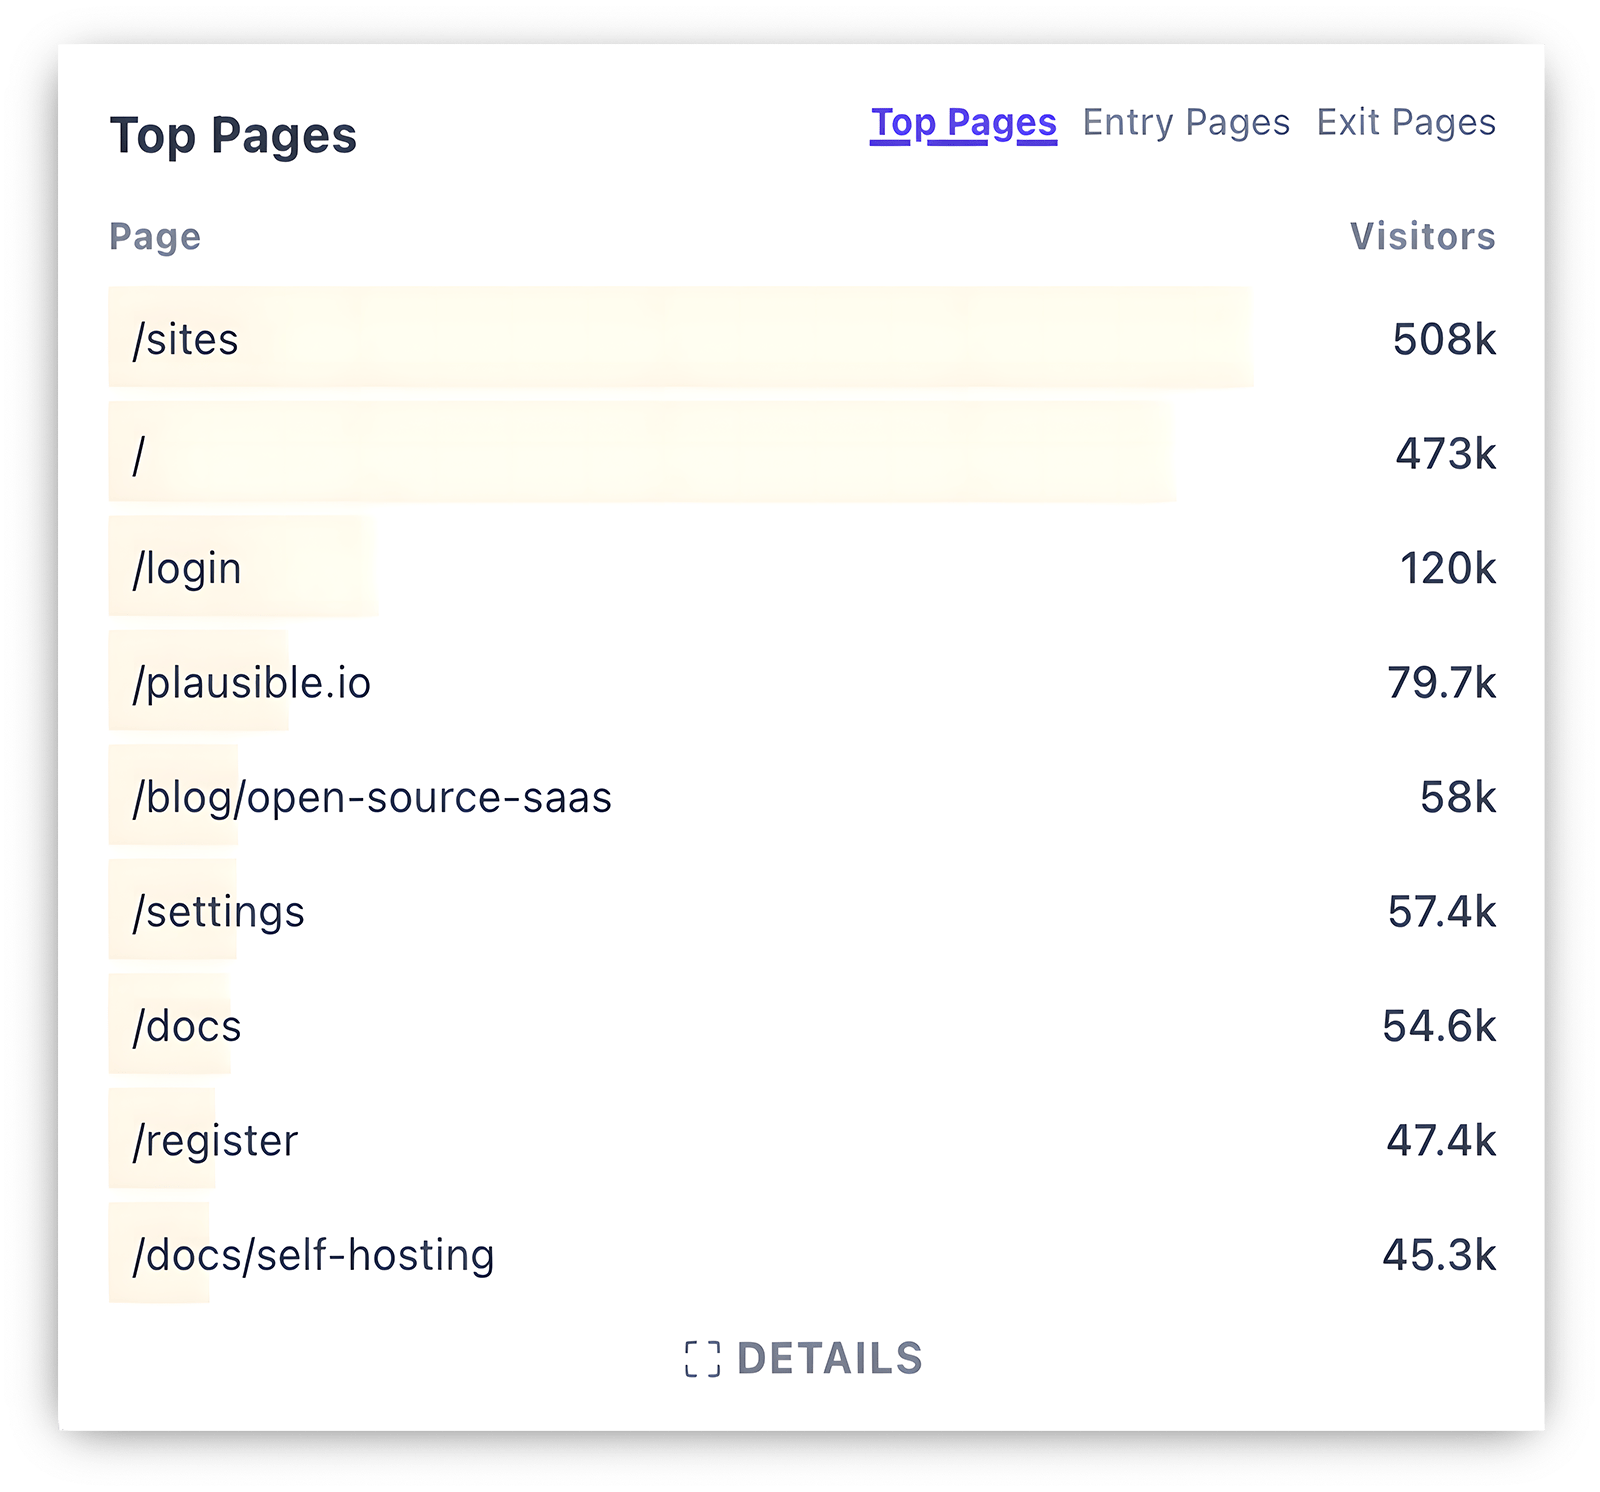 Top Pages
Top Pages Entry Pages Exit Pages
Page Visitors
/sites 508k
/ 473k
/login 120k
/plausible.io 79.7k
/blog/open-source-saas 58k
/settings 57.4k
/docs 54.6k
/register 47.4k
/docs/self-hosting 45.3k
DETAILS